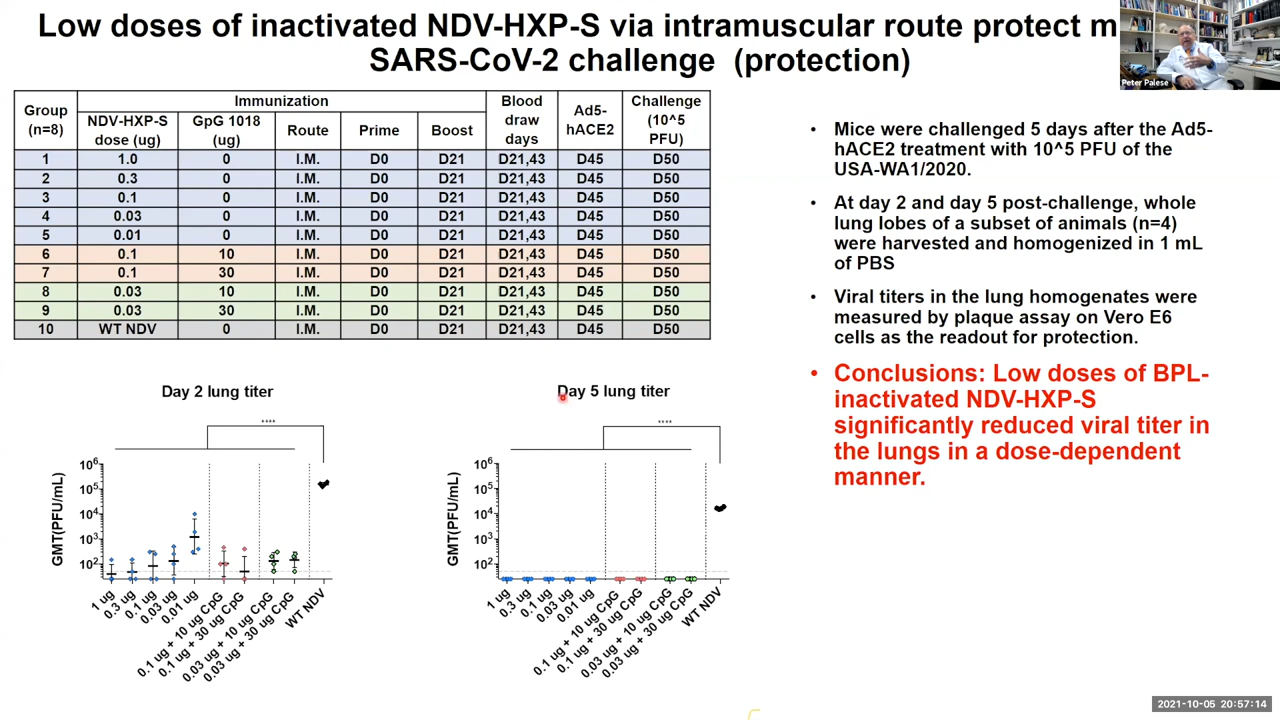 Low doses of inactivated NDV-HXP-S via intramuscular route protect m
SARS-CoV-2 challenge (protection)
Peter Palese
Group (n=8) Immunization Blood draw days Ad5-hACE2 Challenge (10^5 PFU)
NDV-HXP-S dose (ug) GpG 1018 (ug) Route Prime Boost
1 1.0 0 I.M. D0 D21 D21,43 D45 D50
2 0.3 0 I.M. D0 D21 D21,43 D45 D50
3 0.1 0 I.M. D0 D21 D21,43 D45 D50
4 0.03 0 I.M. D0 D21 D21,43 D45 D50
5 0.01 0 I.M. D0 D21 D21,43 D45 D50
6 0.1 10 I.M. D0 D21 D21,43 D45 D50
7 0.1 30 I.M. D0 D21 D21,43 D45 D50
8 0.03 10 I.M. D0 D21 D21,43 D45 D50
9 0.03 30 I.M. D0 D21 D21,43 D45 D50
10 WT NDV 0 I.M. D0 D21 D21,43 D45 D50
• Mice were challenged 5 days after the Ad5-
hACE2 treatment with 10^5 PFU of the
USA-WA1/2020.
• At day 2 and day 5 post-challenge, whole
lung lobes of a subset of animals (n=4)
were harvested and homogenized in 1 mL
of PBS
• Viral titers in the lung homogenates were
measured by plaque assay on Vero E6
cells as the readout for protection.
• Conclusions: Low doses of BPL-
inactivated NDV-HXP-S
significantly reduced viral titer in
the lungs in a dose-dependent
manner.
Day 2 lung titer
****
GMT(PFU/mL)
10⁶
10⁵
10⁴
10³
10²
1 ug
0.3 ug
0.1 ug
0.03 ug
0.01 ug
0.1 ug + 10 ug CpG
0.1 ug + 30 ug CpG
0.03 ug + 10 ug CpG
0.03 ug + 30 ug CpG
WT NDV
Day 5 lung titer
****
GMT(PFU/mL)
10⁶
10⁵
10⁴
10³
10²
1 ug
0.3 ug
0.1 ug
0.03 ug
0.01 ug
0.1 ug + 10 ug CpG
0.1 ug + 30 ug CpG
0.03 ug + 10 ug CpG
0.03 ug + 30 ug CpG
WT NDV
2021-10-05 20:57:14